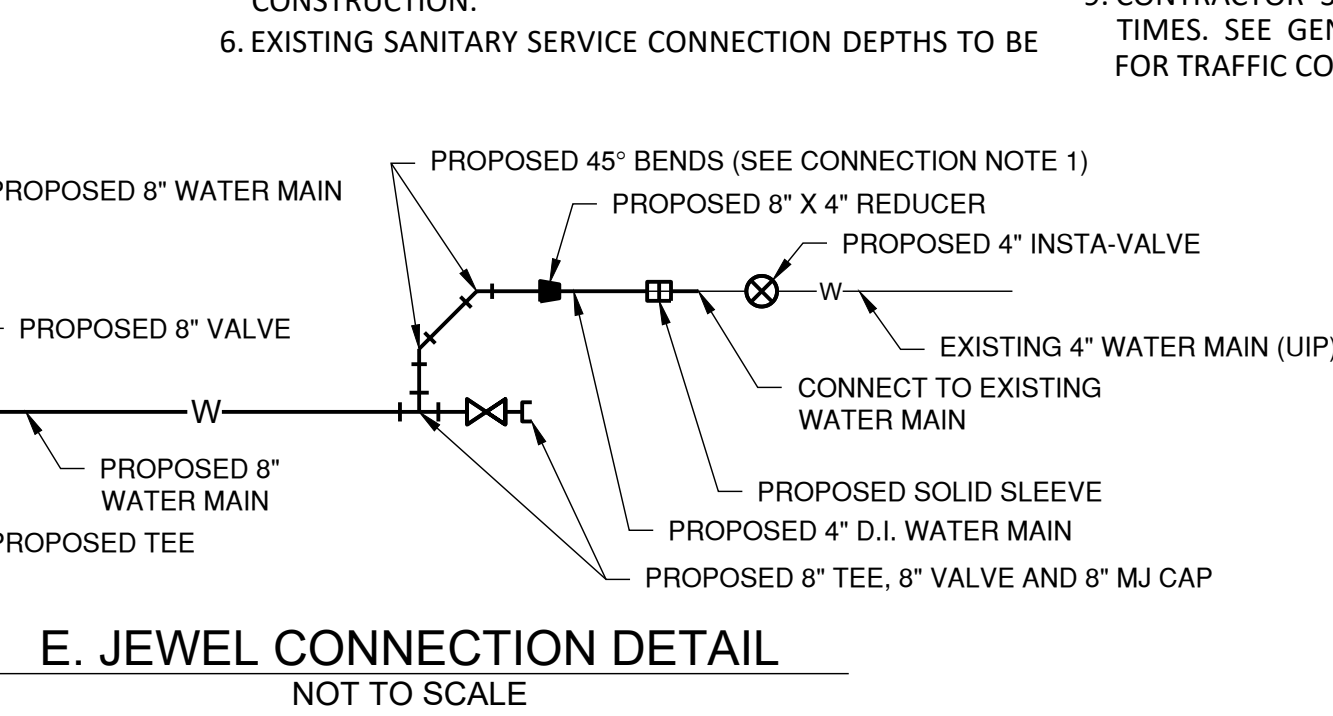 CONSTRUCTION.
6. EXISTING SANITARY SERVICE CONNECTION DEPTHS TO BE
CONTRACTOR
TIMES. SEE
FOR TRAFFIC
PROPOSED 45° BENDS (SEE CONNECTION NOTE 1)
PROPOSED 8" WATER MAIN
PROPOSED 8" X 4" REDUCER
PROPOSED 4" INSTA-VALVE
W
PROPOSED 8" VALVE
EXISTING 4" WATER MAIN (UIP)
CONNECT TO EXISTING
WATER MAIN
W
PROPOSED 8"
WATER MAIN
PROPOSED SOLID SLEEVE
PROPOSED 4" D.I. WATER MAIN
PROPOSED TEE
PROPOSED 8" TEE, 8" VALVE AND 8" MJ CAP
E. JEWEL CONNECTION DETAIL
NOT TO SCALE